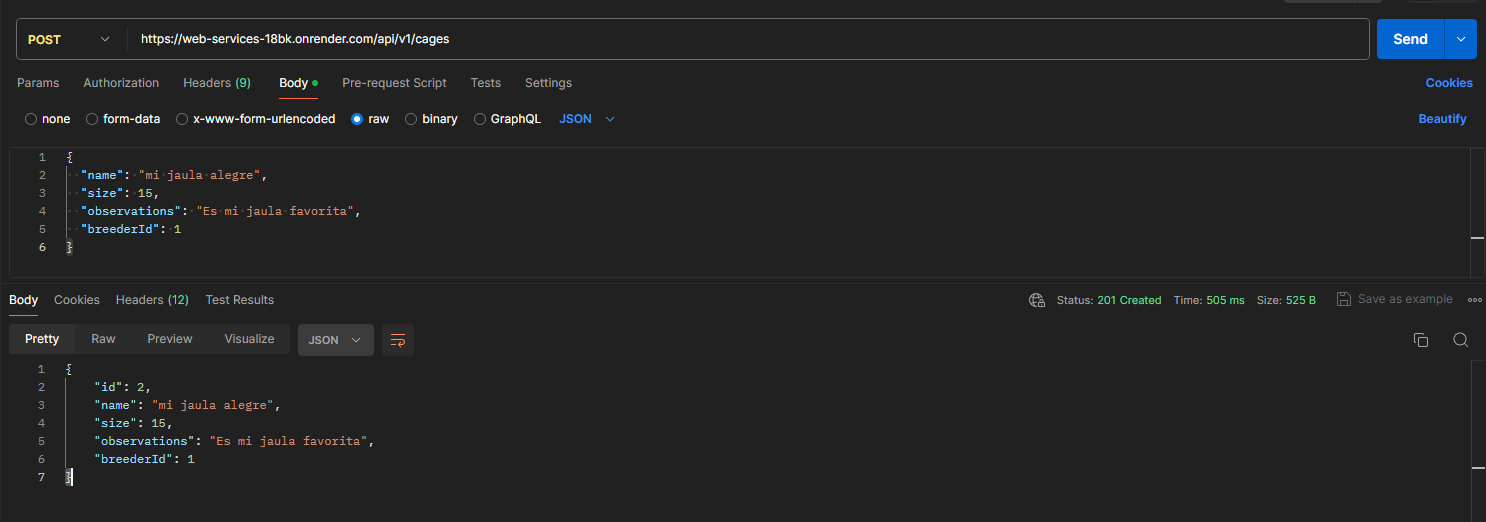 POST https://web-services-18bk.onrender.com/api/v1/cages Send
Params Authorization Headers (9) Body Pre-request Script Tests Settings Cookies
none form-data x-www-form-urlencoded raw binary GraphQL JSON Beautify
1 {
2 "name": "mi jaula alegre",
3 "size": 15,
4 "observations": "Es mi jaula favorita",
5 "breederId": 1
6 }
Body Cookies Headers (12) Test Results Status: 201 Created Time: 505 ms Size: 525 B Save as example
Pretty Raw Preview Visualize JSON
1 {
2 "id": 2,
3 "name": "mi jaula alegre",
4 "size": 15,
5 "observations": "Es mi jaula favorita",
6 "breederId": 1
7 }